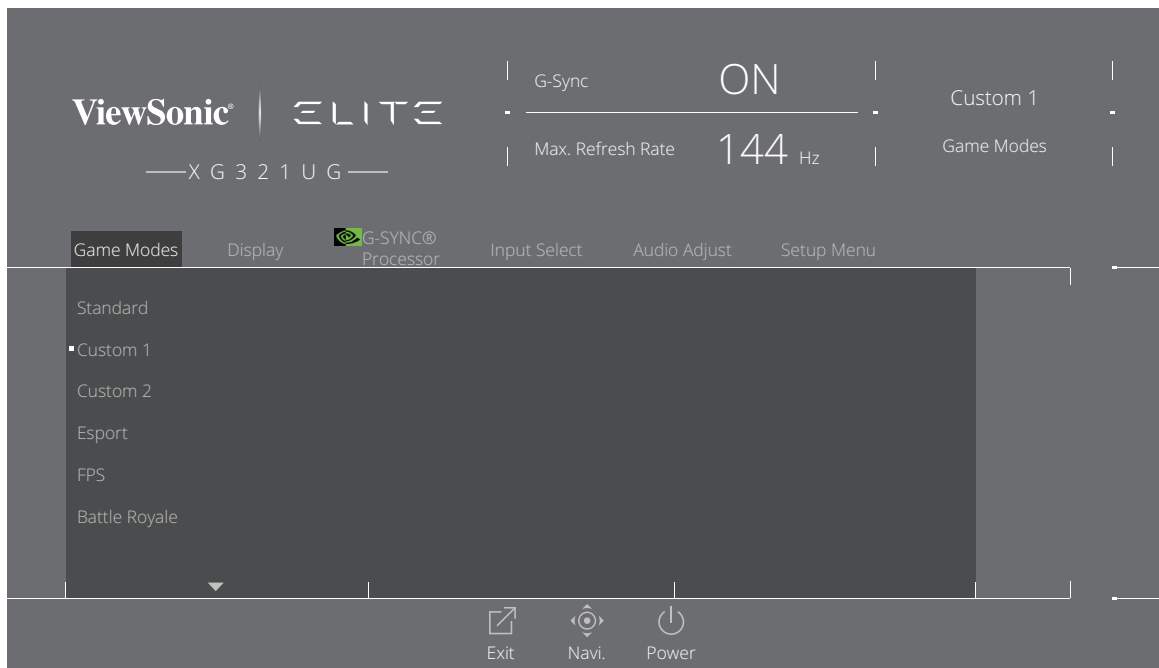 ViewSonic® ELITE
XG321UG
G-Sync ON
Max. Refresh Rate 144 Hz
Custom 1
Game Modes
Game Modes Display G-SYNC® Processor Input Select Audio Adjust Setup Menu
Standard
Custom 1
Custom 2
Esport
FPS
Battle Royale
Exit Navi. Power